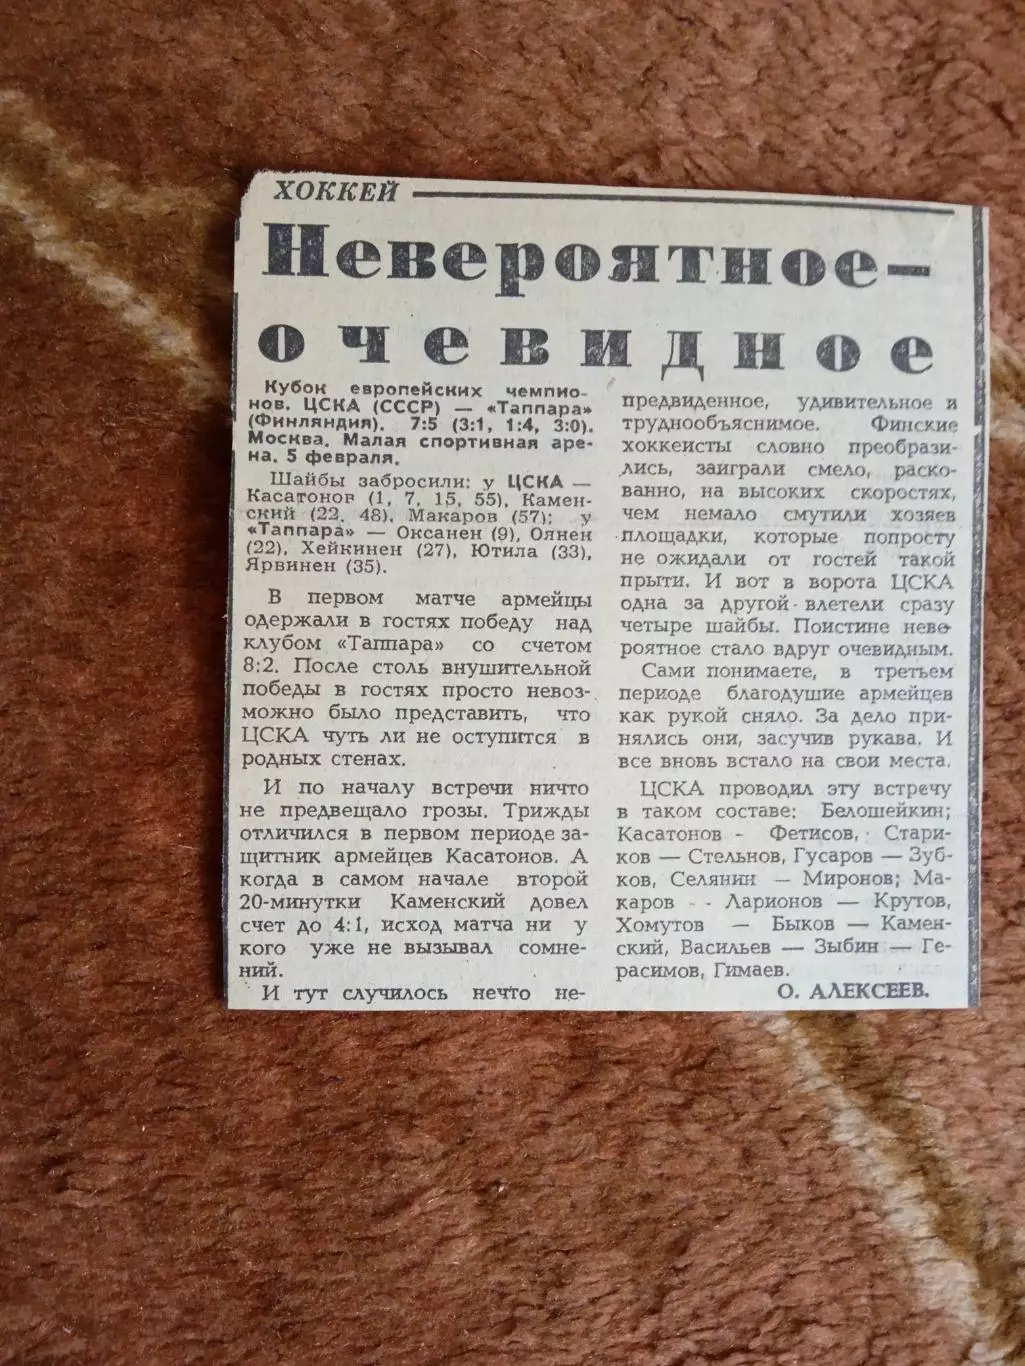 ХОККЕЙ
Невероятное—
очевидное
Кубок европейских чемпио-
нов. ЦСКА (СССР) — «Таппара»
(Финляндия). 7:5 (3:1, 1:4, 3:0).
Москва. Малая спортивная аре-
на. 5 февраля.
Шайбы забросили: у ЦСКА —
Касатонов (1, 7, 15, 55), Камен-
ский (22, 48), Макаров (57); у
«Таппара» — Оксанен (9), Оянен
(22), Хейкинен (27), Ютила (33),
Ярвинен (35).
В первом матче армейцы
одержали в гостях победу над
клубом «Таппара» со счетом
8:2. После столь внушительной
победы в гостях просто невоз-
можно было представить, что
ЦСКА чуть ли не оступится в
родных стенах.
И по началу встречи ничто
не предвещало грозы. Трижды
отличился в первом периоде за-
щитник армейцев Касатонов. А
когда в самом начале второй
20-минутки Каменский довел
счет до 4:1, исход матча ни у
кого уже не вызывал сомне-
ний.
И тут случилось нечто не-
предвиденное, удивительное и
труднообъяснимое. Финские
хоккеисты словно преобрази-
лись, заиграли смело, раско-
ванно, на высоких скоростях,
чем немало смутили хозяев
площадки, которые попросту
не ожидали от гостей такой
прыти. И вот в ворота ЦСКА
одна за другой влетели сразу
четыре шайбы. Поистине неве-
роятное стало вдруг очевидным.
Сами понимаете, в третьем
периоде благодушие армейцев
как рукой сняло. За дело при-
нялись они, засучив рукава. И
все вновь встало на свои места.
ЦСКА проводил эту встречу
в таком составе: Белошейкин;
Касатонов - Фетисов, Стари-
ков — Стельнов, Гусаров — Зуб-
ков, Селянин — Миронов; Ма-
каров -- Ларионов — Крутов,
Хомутов — Быков — Камен-
ский, Васильев — Зыбин — Ге-
расимов, Гимаев.
О. АЛЕКСЕЕВ.